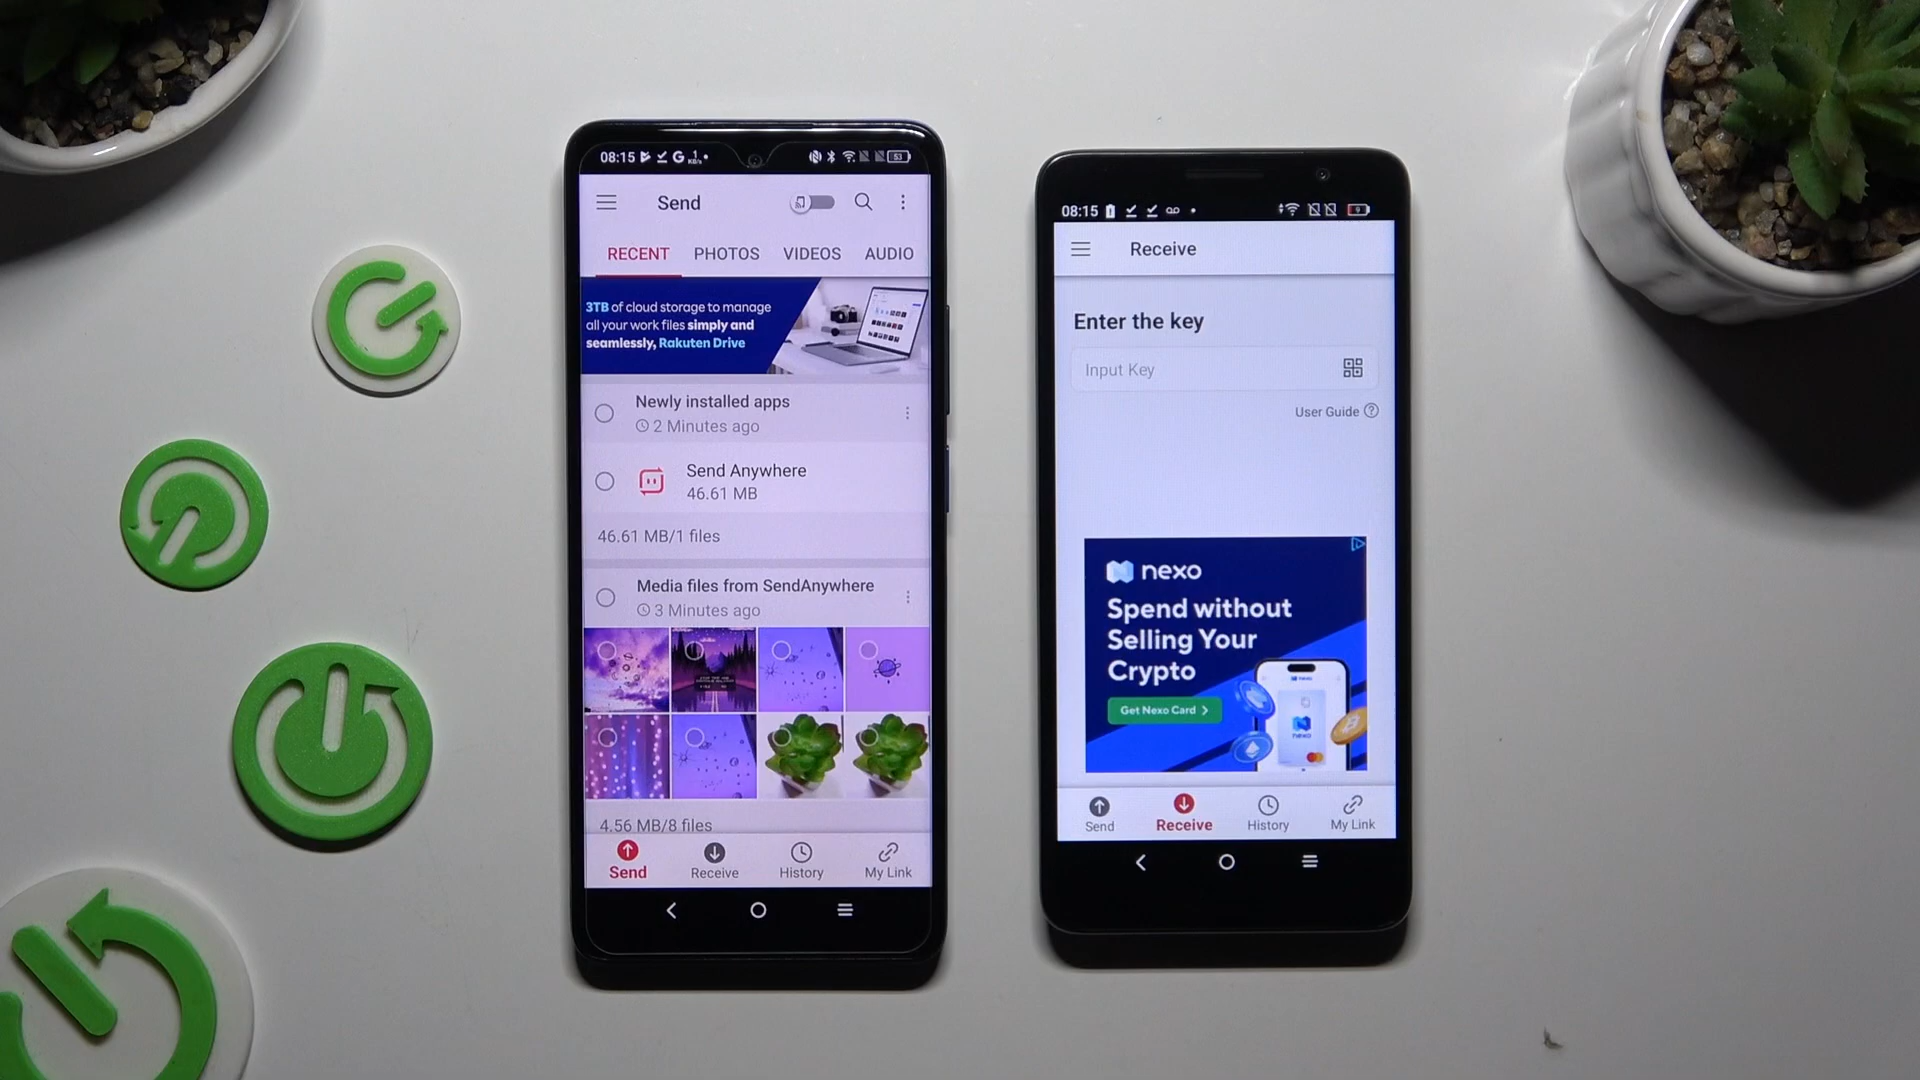 08:15
53
Send
RECENT PHOTOS VIDEOS AUDIO
3TB of cloud storage to manage
all your work files simply and
seamlessly, Rakuten Drive
Newly installed apps
2 Minutes ago
Send Anywhere
46.61 MB
46.61 MB/1 files
Media files from SendAnywhere
3 Minutes ago
4.56 MB/8 files
Send Receive History My Link
08:15
9
Receive
Enter the key
Input Key
User Guide ?
nexo
Spend without
Selling Your
Crypto
Get Nexo Card >
nexo
Send Receive History My Link